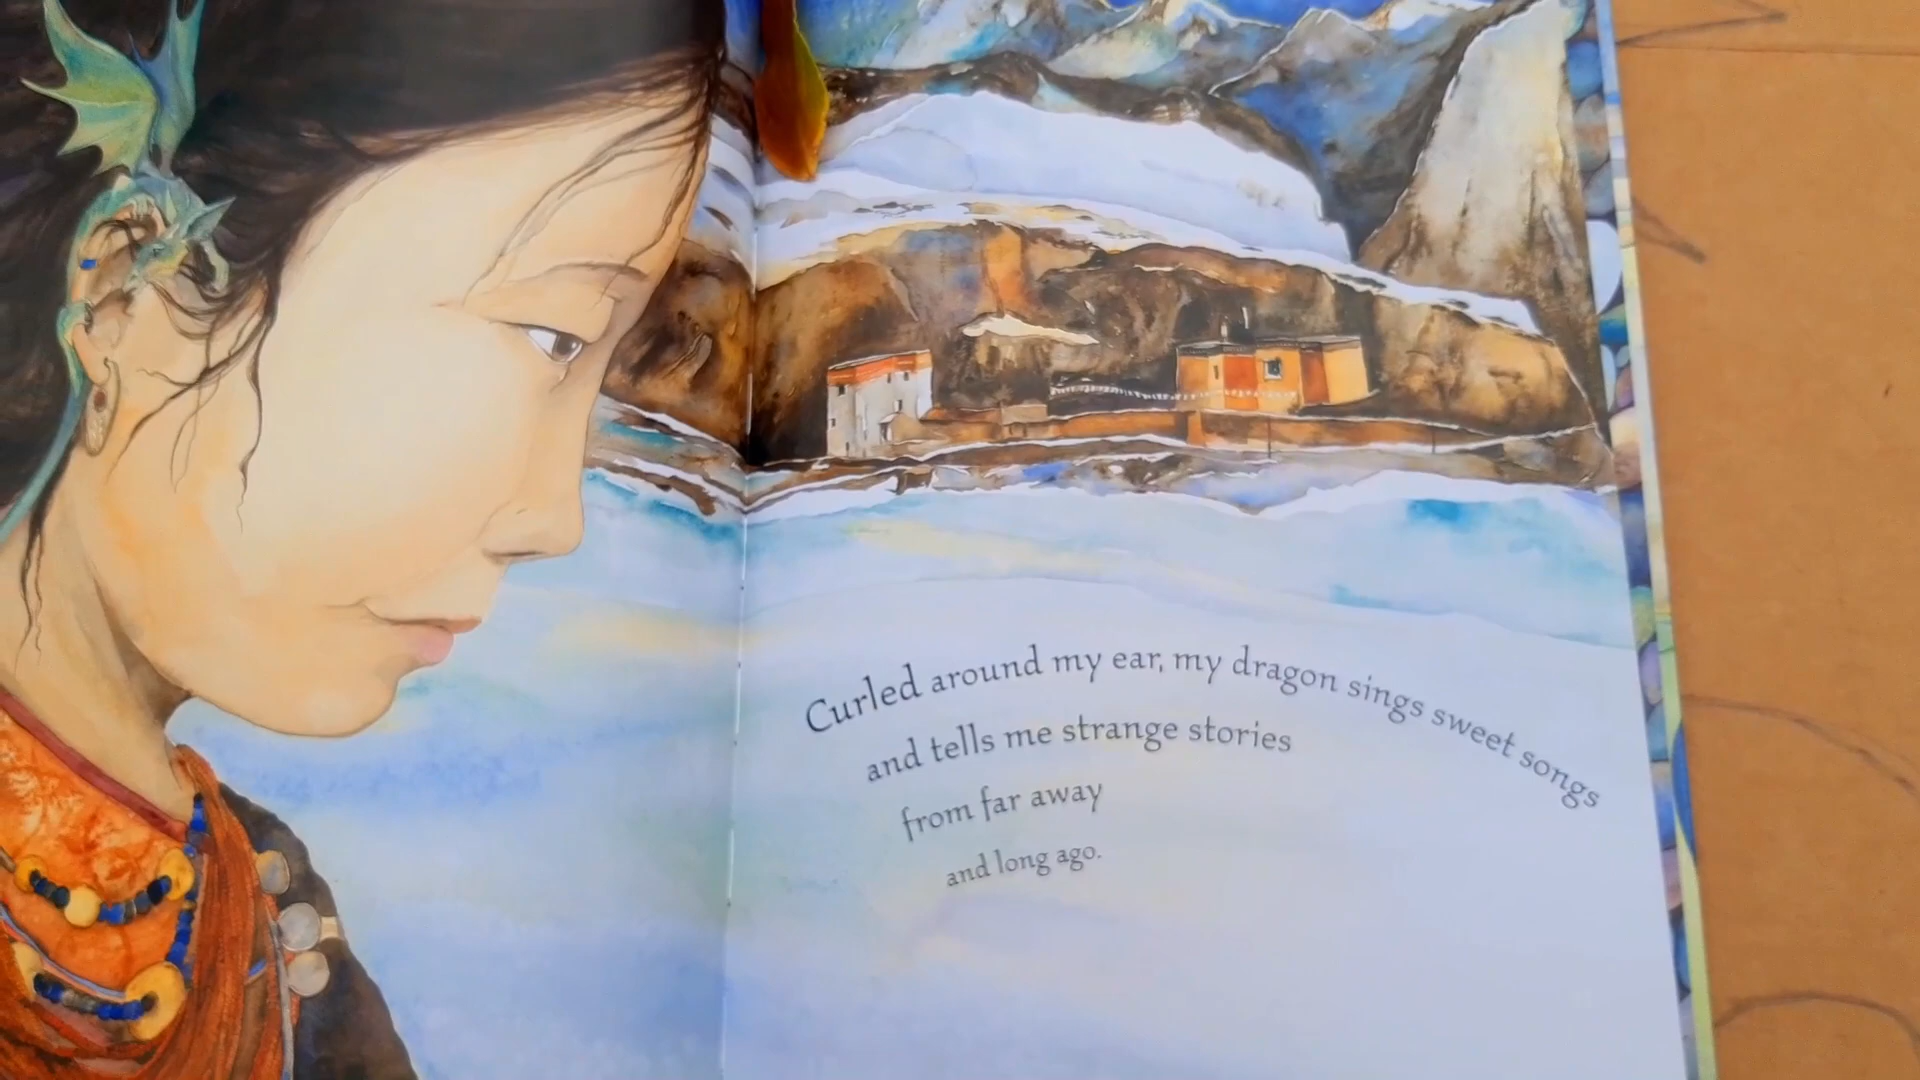 Curled around my ear, my dragon sings sweet songs
and tells me strange stories
from far away
and long ago.